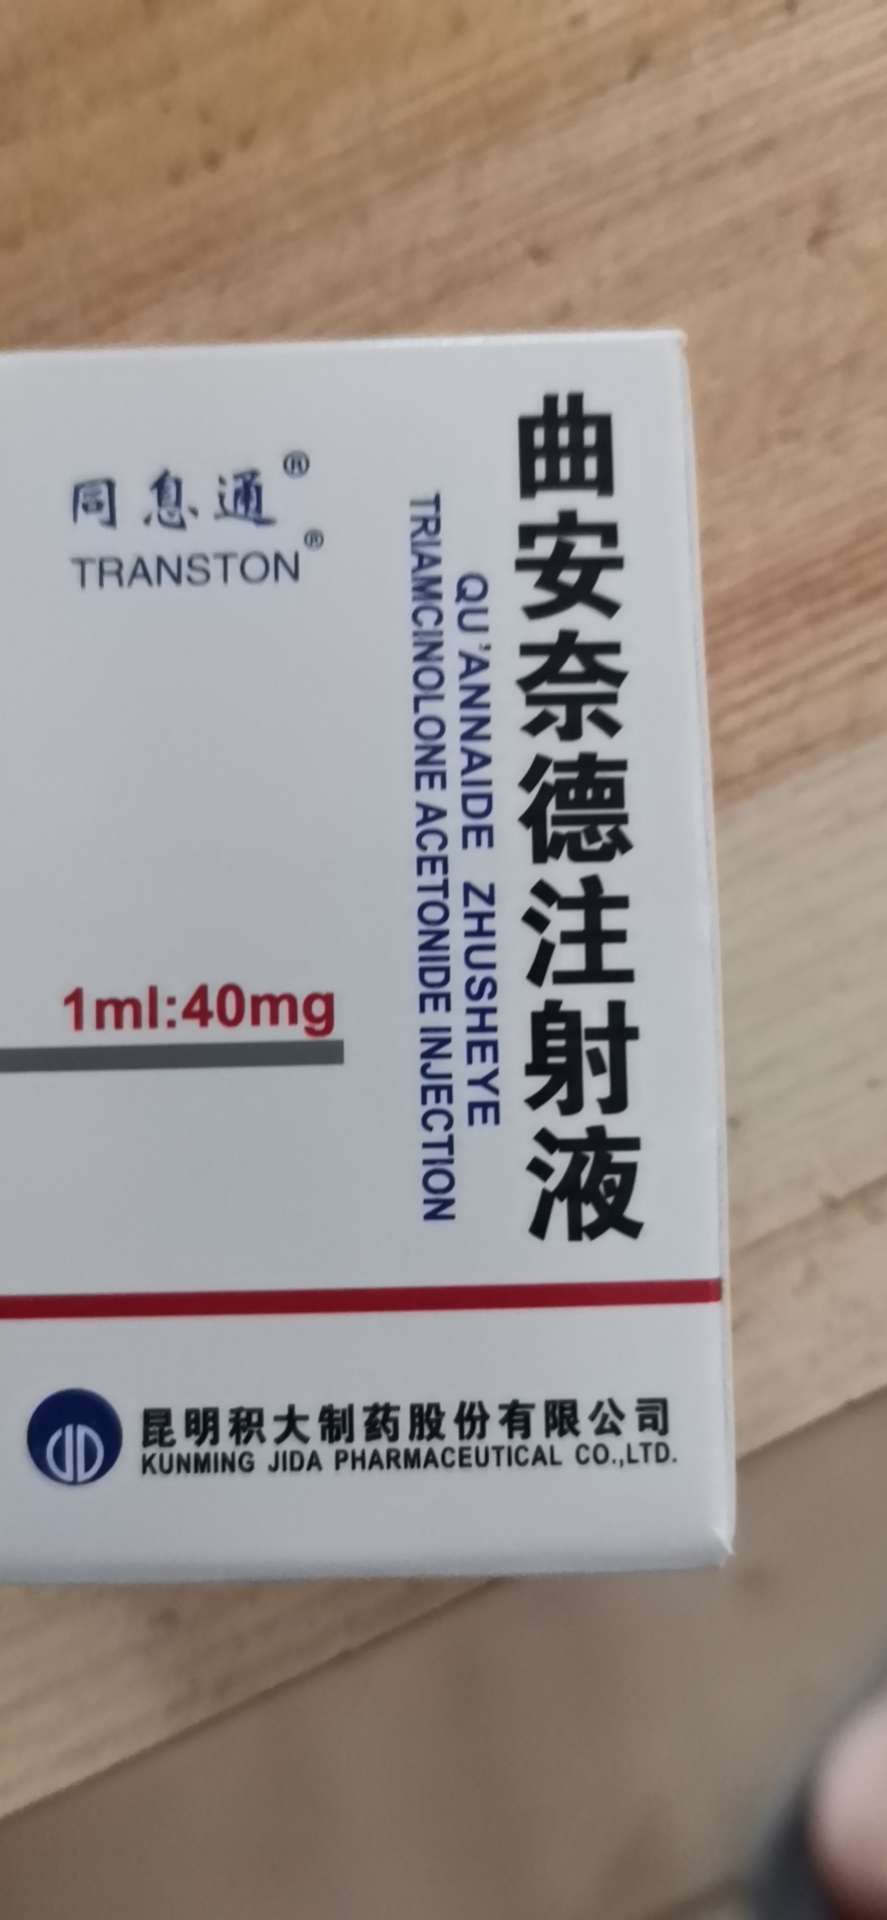 曲安奈德注射液
QU'ANNAIDE ZHUSHEYE
TRIAMCINOLONE ACETONIDE INJECTION
同息通®
TRANSTON®
1ml:40mg
昆明积大制药股份有限公司
KUNMING JIDA PHARMACEUTICAL CO.,LTD.